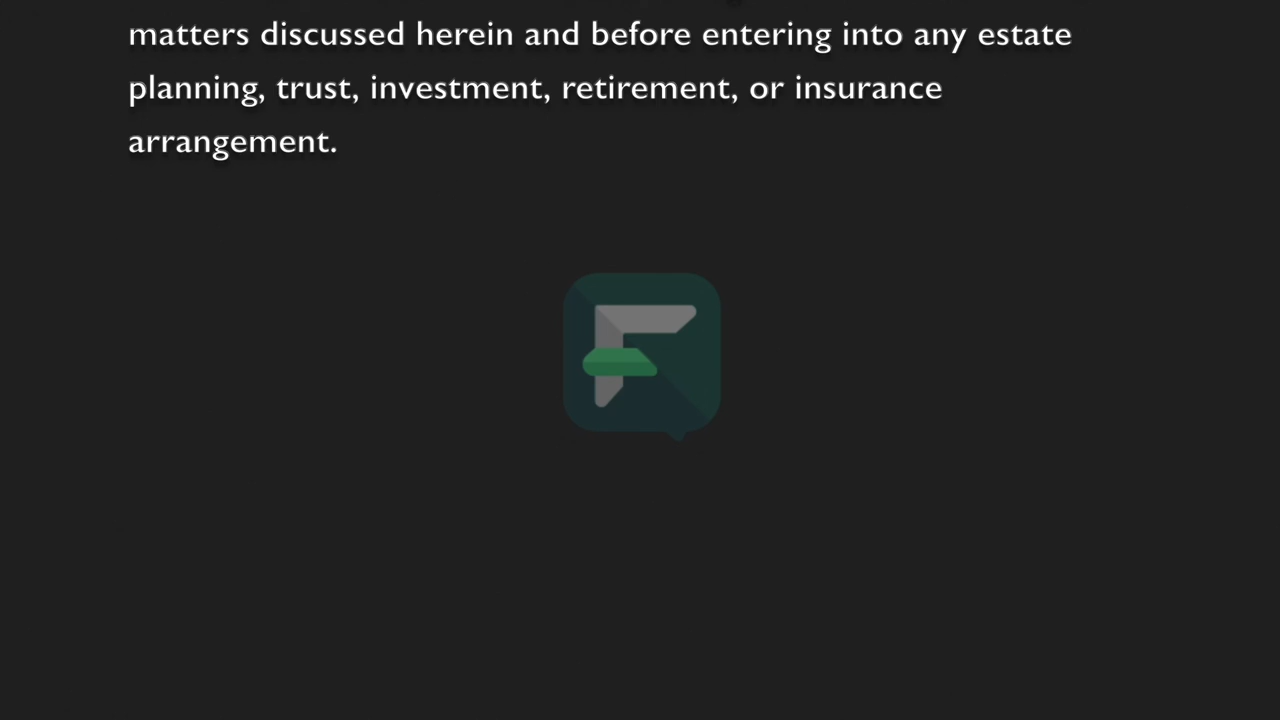 matters discussed herein and before entering into any estate
planning, trust, investment, retirement, or insurance
arrangement.